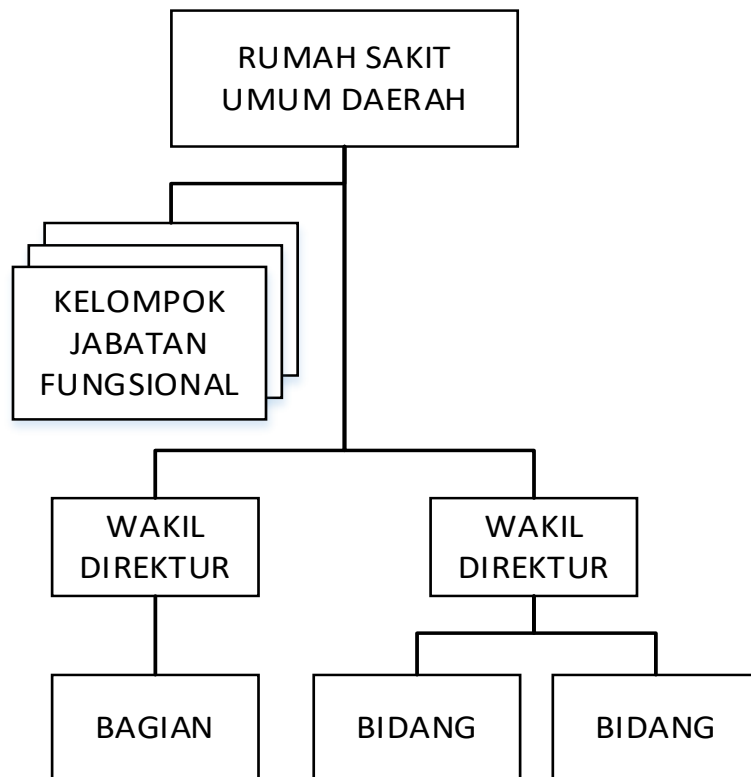 RUMAH SAKIT
UMUM DAERAH
KELOMPOK
JABATAN
FUNGSIONAL
WAKIL
DIREKTUR
WAKIL
DIREKTUR
BAGIAN
BIDANG
BIDANG